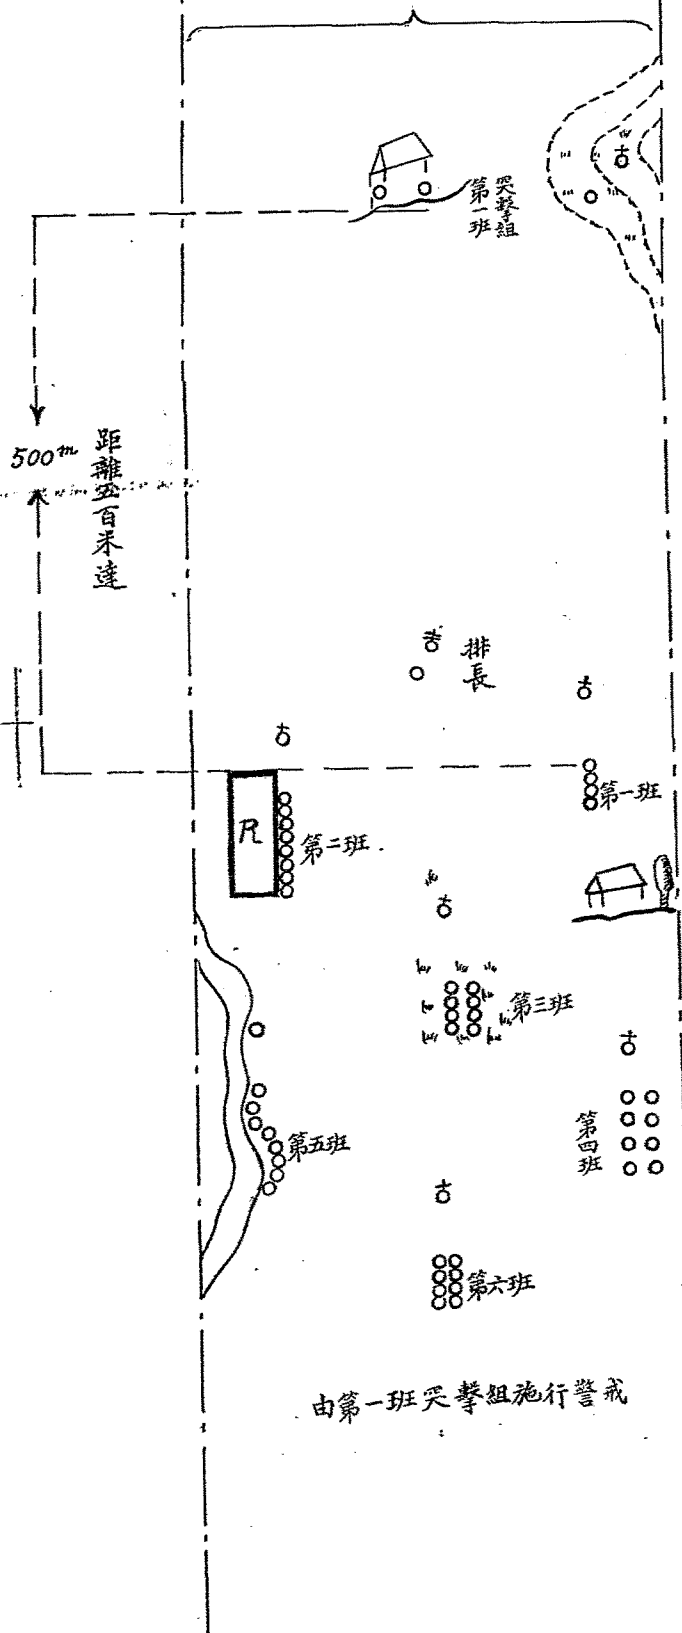 突擊組
第一班
500m
距離五百米達
排長
第一班
R
第二班
第三班
第四班
第五班
第六班
由第一班突擊組施行警戒